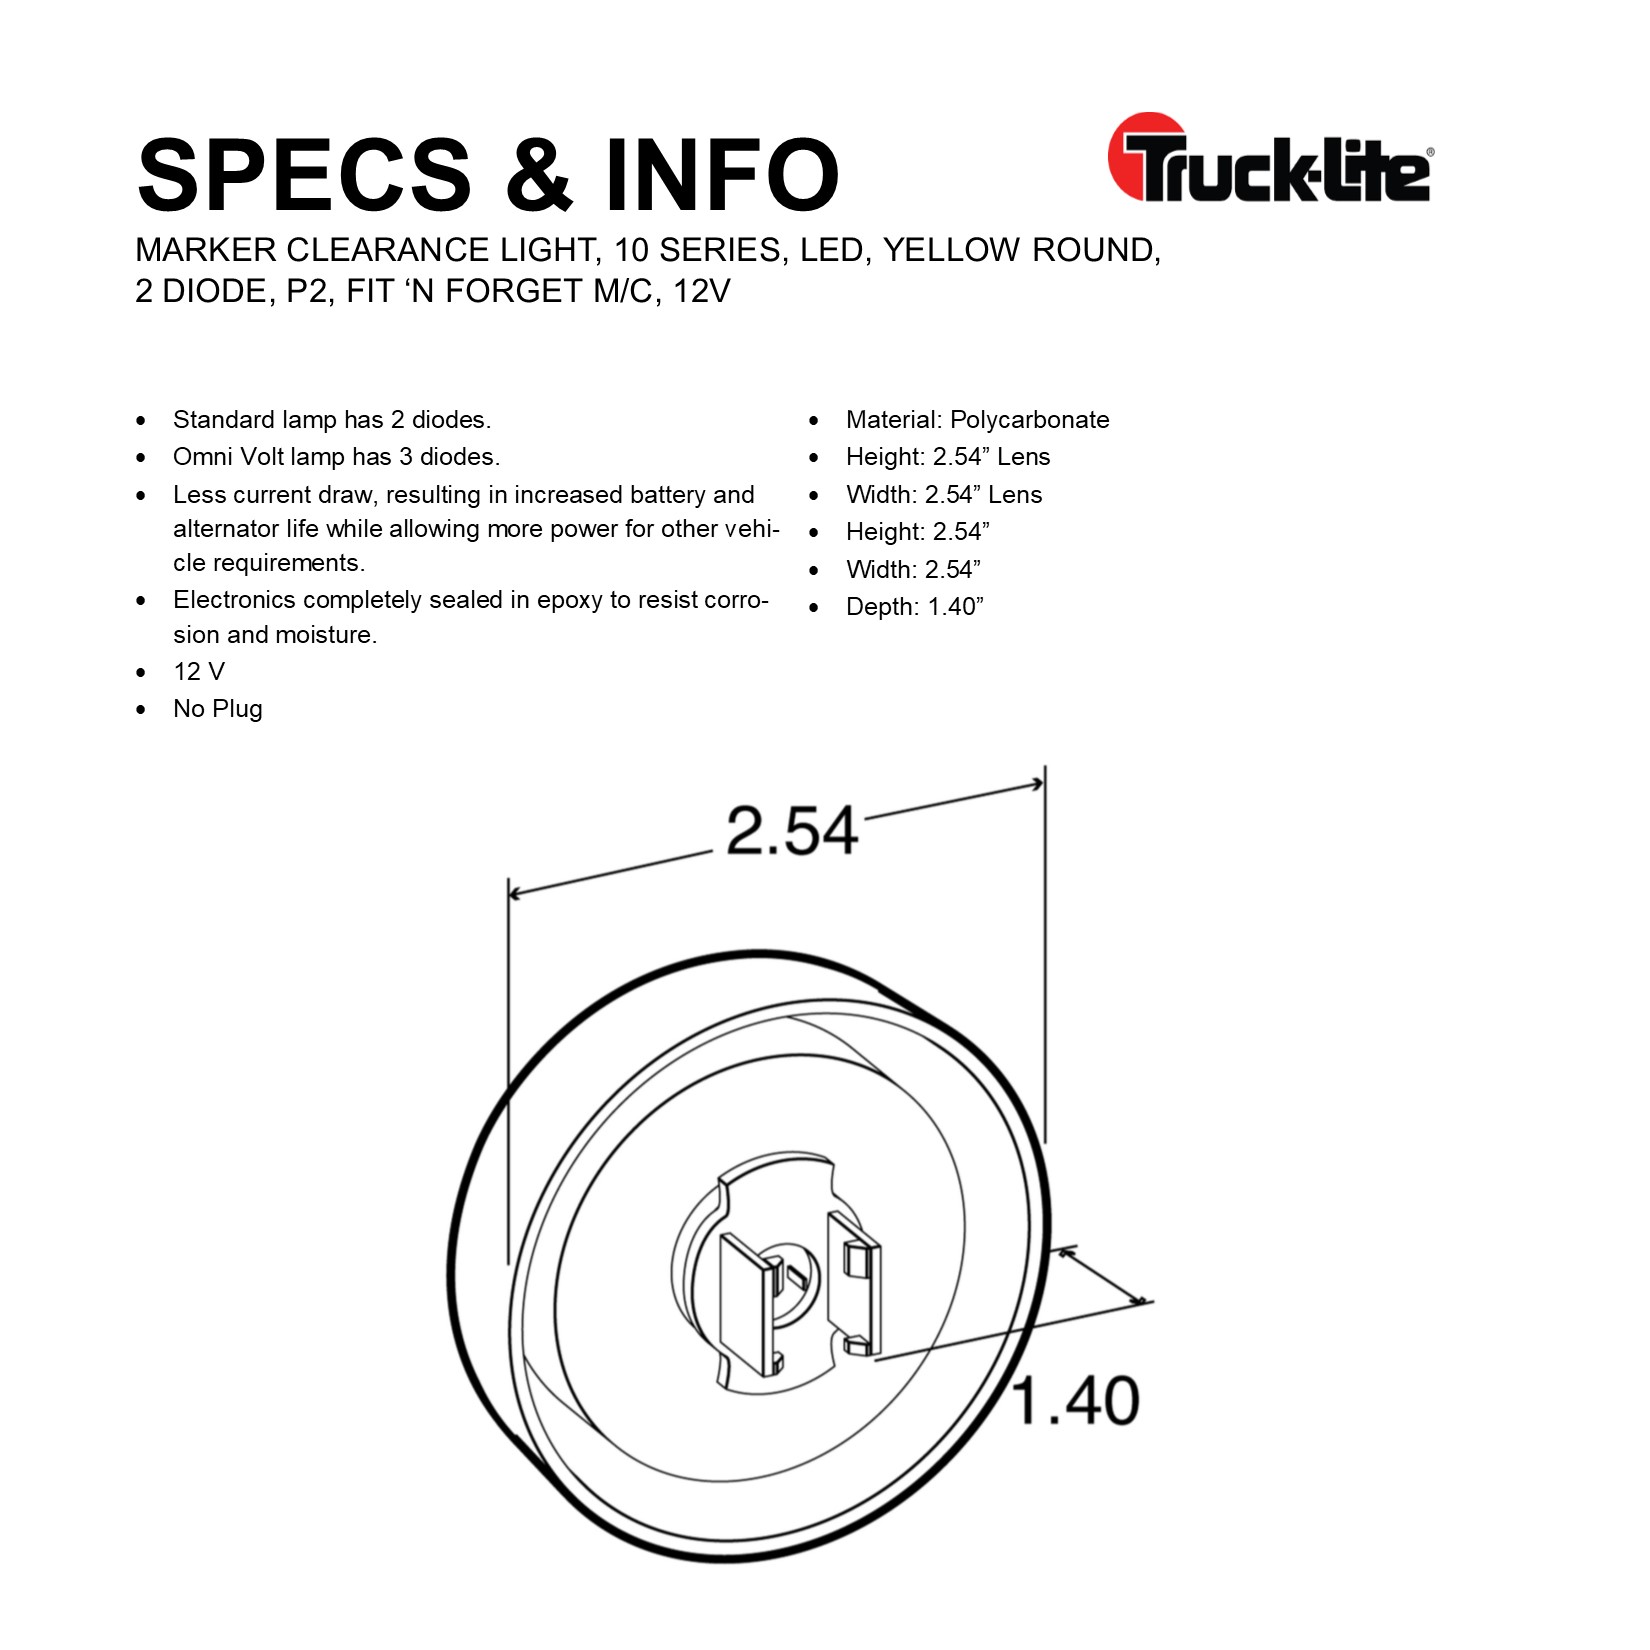 SPECS & INFO
Truck-Lite®
MARKER CLEARANCE LIGHT, 10 SERIES, LED, YELLOW ROUND,
2 DIODE, P2, FIT ‘N FORGET M/C, 12V
• Standard lamp has 2 diodes.
• Omni Volt lamp has 3 diodes.
• Less current draw, resulting in increased battery and
alternator life while allowing more power for other vehi-
cle requirements.
• Electronics completely sealed in epoxy to resist corro-
sion and moisture.
• 12 V
• No Plug
• Material: Polycarbonate
• Height: 2.54” Lens
• Width: 2.54” Lens
• Height: 2.54”
• Width: 2.54”
• Depth: 1.40”
2.54
1.40